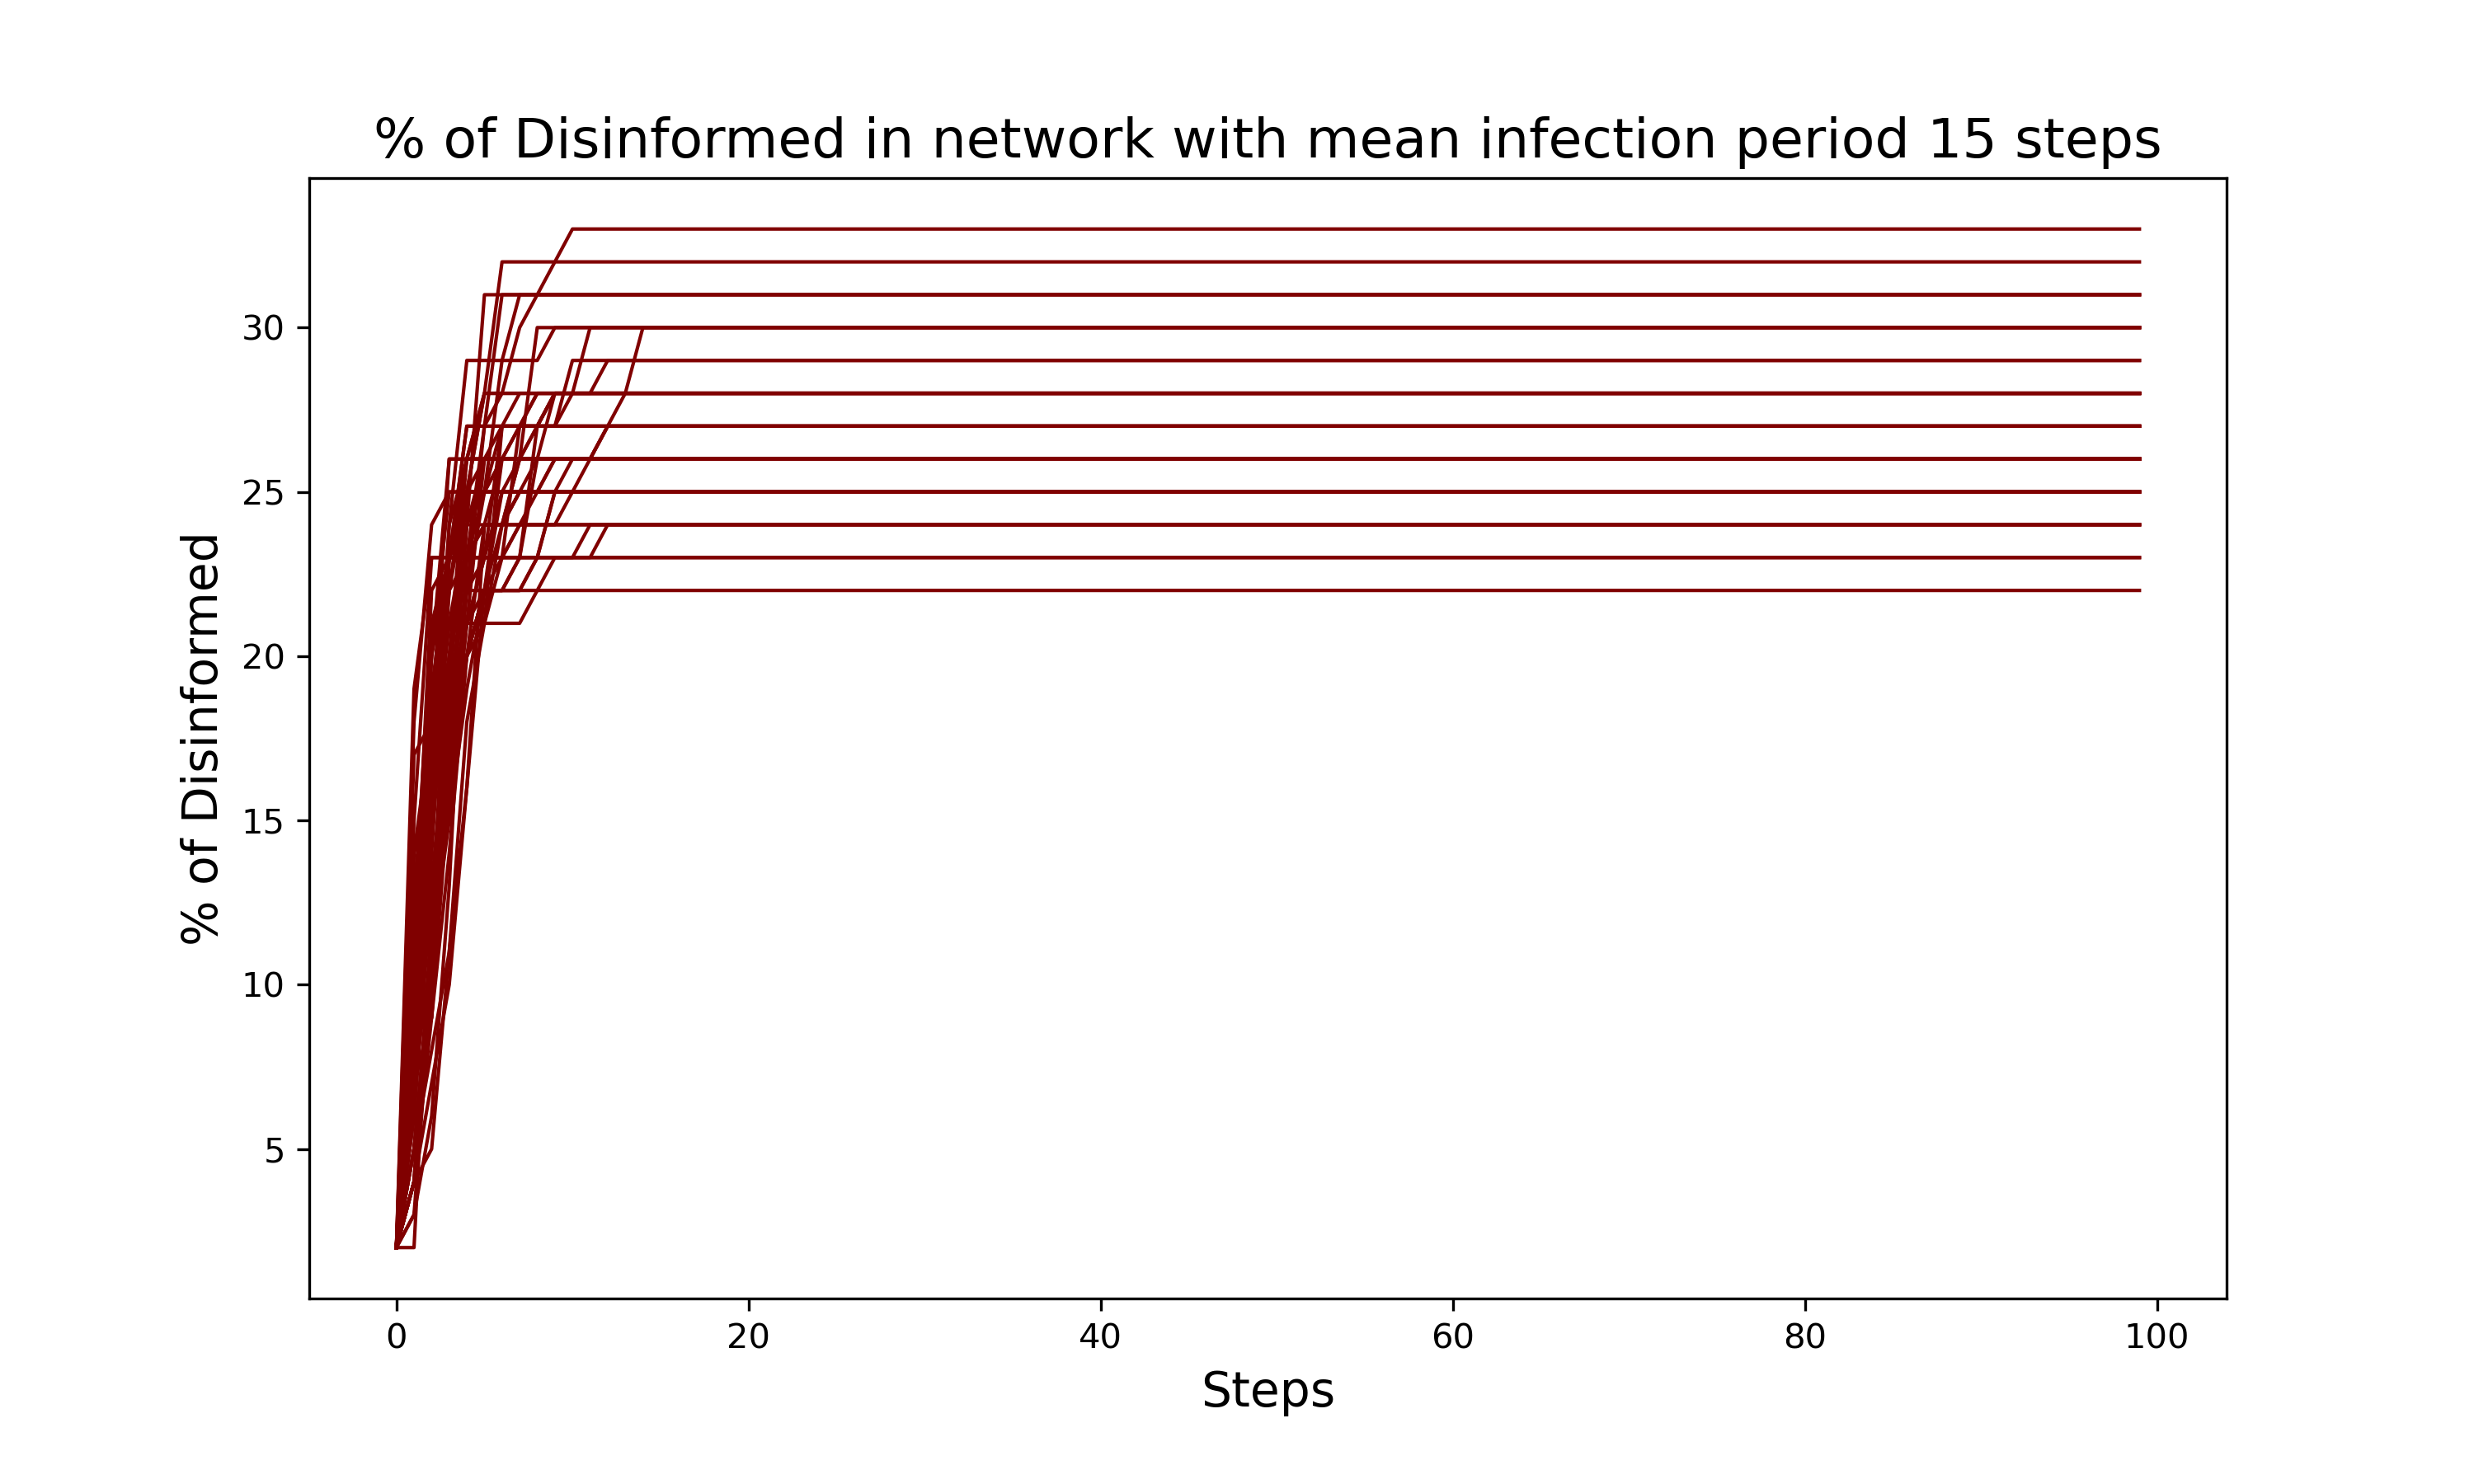 % of Disinformed in network with mean infection period 15 steps
% of Disinformed
30
25
20
15
10
5
0 20 40 60 80 100
Steps